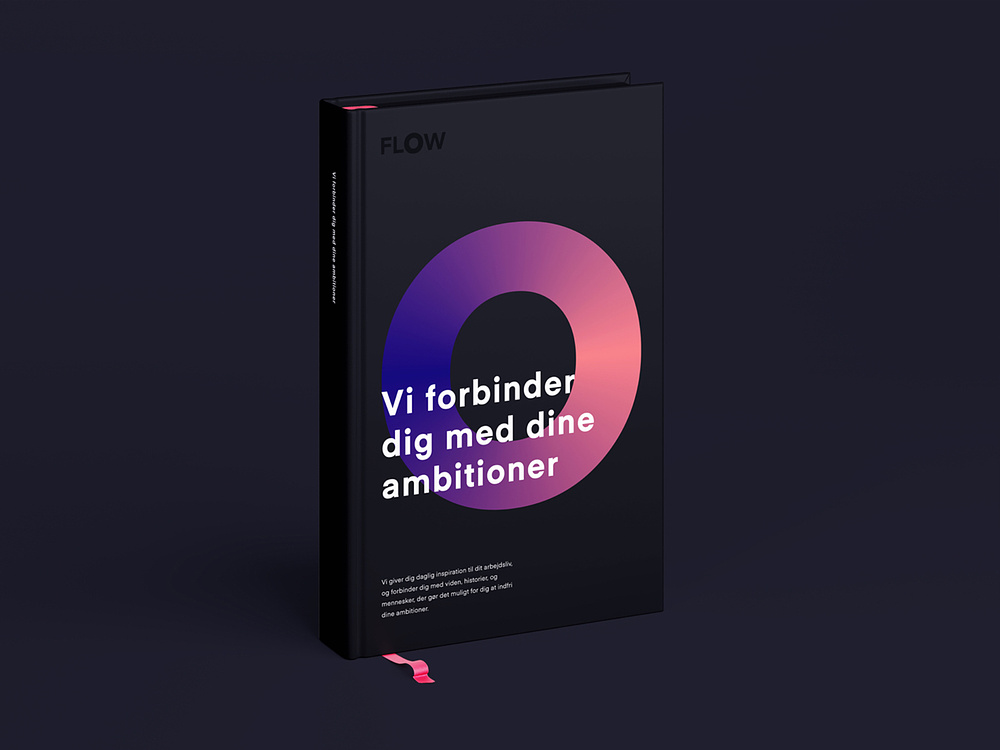 FLOW
Vi forbinder dig med dine ambitioner
Vi forbinder
dig med dine
ambitioner
Vi giver dig daglig inspiration til dit arbejdsliv,
og forbinder dig med viden, historier, og
mennesker, der gør det muligt for dig at indfri
dine ambitioner.